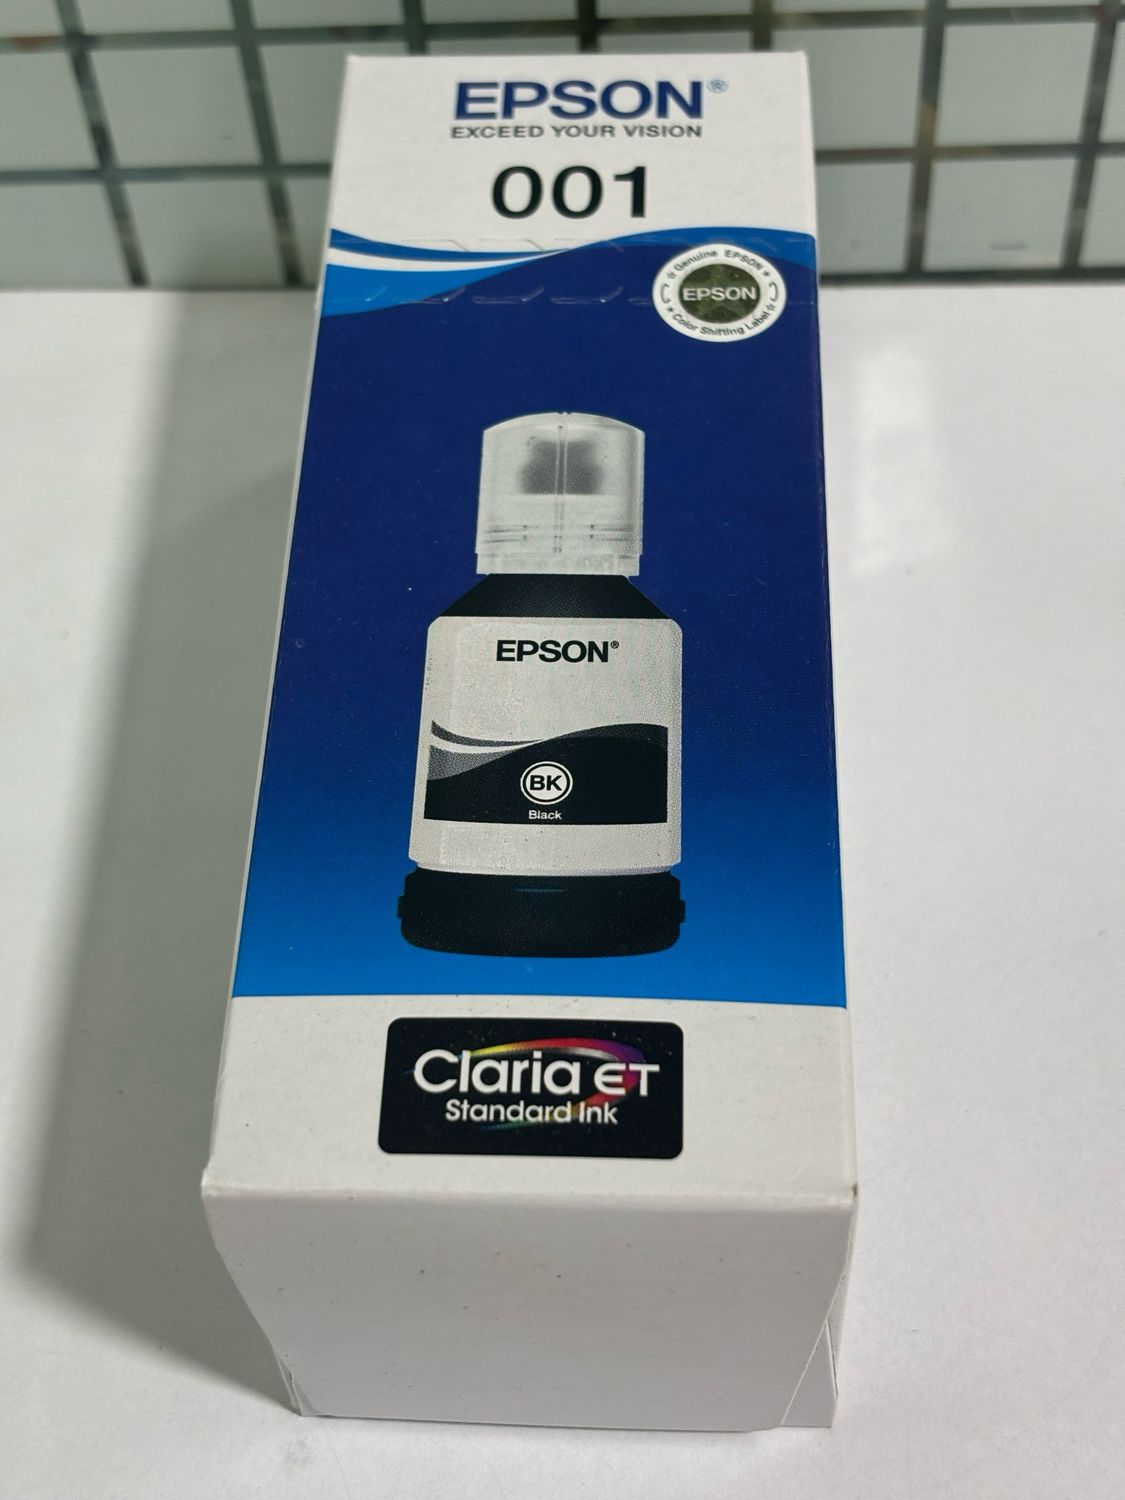 EPSON®
EXCEED YOUR VISION
001
Genuine EPSON
EPSON
Color Shifting Label
EPSON®
BK
Black
Claria ET
Standard Ink